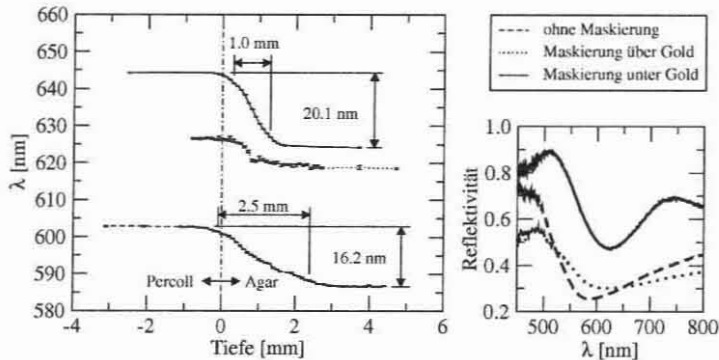 660
650
640
630
620
610
600
590
580
λ [nm]
1.0 mm
20.1 nm
2.5 mm
16.2 nm
Percoll
Agar
-4
-2
0
2
4
6
Tiefe [mm]
ohne Maskierung
Maskierung über Gold
Maskierung unter Gold
1.0
0.8
0.6
0.4
0.2
Reflektivität
500
600
700
800
λ [nm]